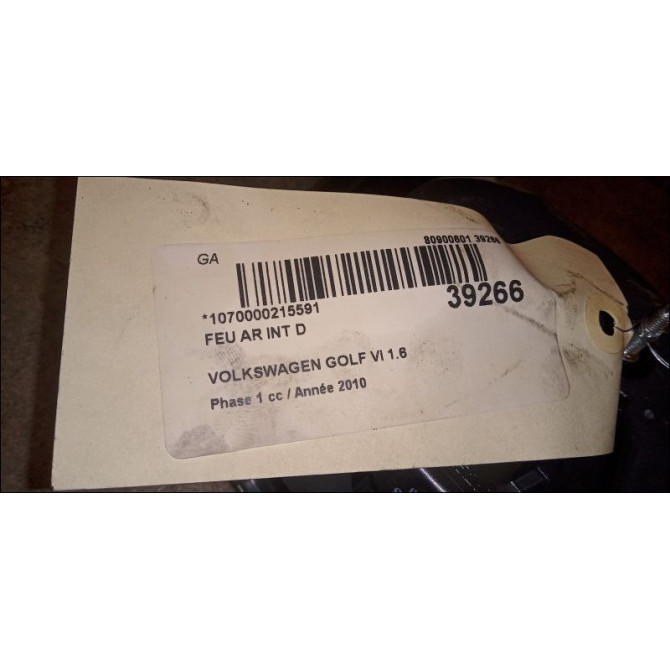 80900601 39266
GA
39266
*1070000215591
FEU AR INT D
VOLKSWAGEN GOLF VI 1.6
Phase 1 cc / Année 2010